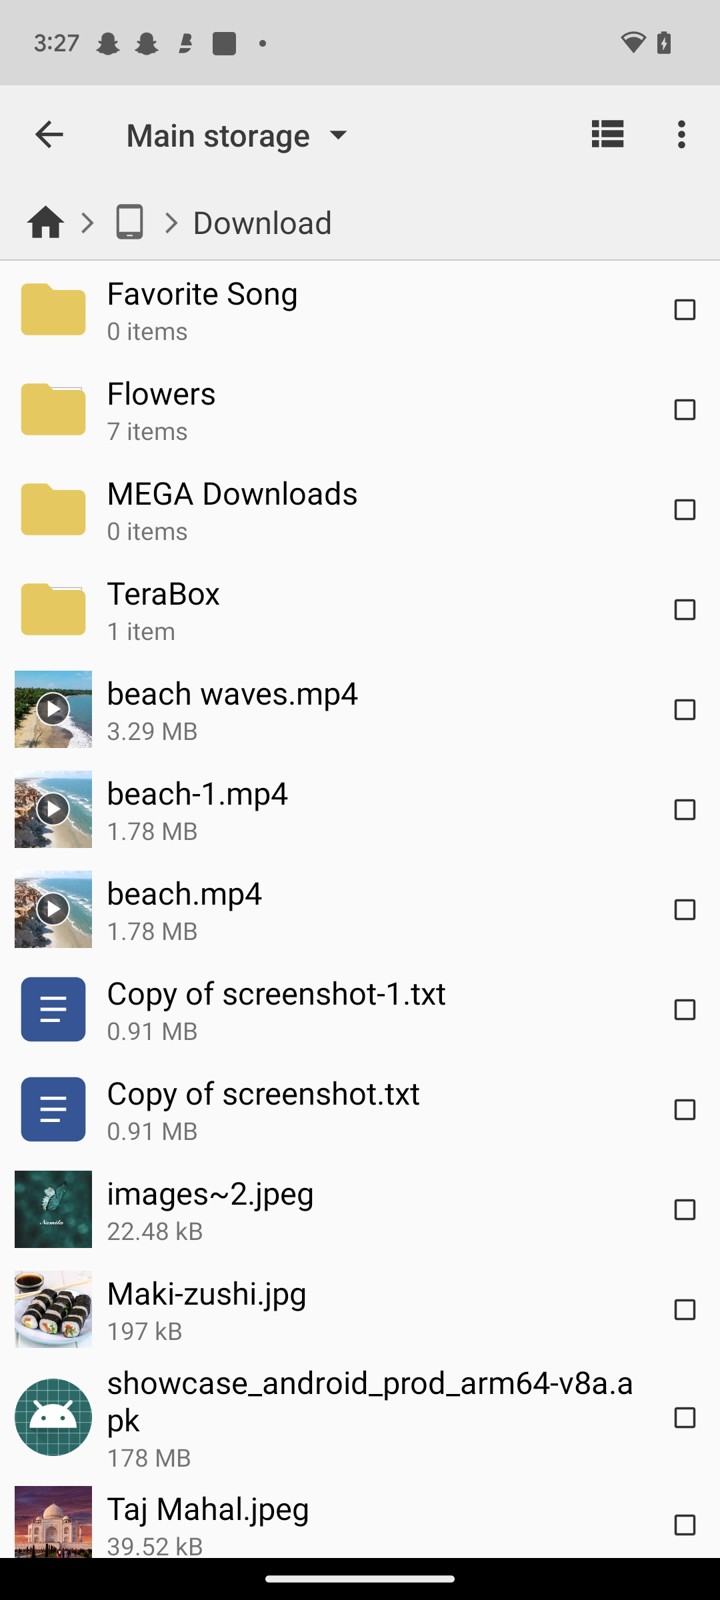 3:27
Main storage
Download
Favorite Song
0 items
Flowers
7 items
MEGA Downloads
0 items
TeraBox
1 item
beach waves.mp4
3.29 MB
beach-1.mp4
1.78 MB
beach.mp4
1.78 MB
Copy of screenshot-1.txt
0.91 MB
Copy of screenshot.txt
0.91 MB
images~2.jpeg
22.48 kB
Maki-zushi.jpg
197 kB
showcase_android_prod_arm64-v8a.a
pk
178 MB
Taj Mahal.jpeg
39.52 kB